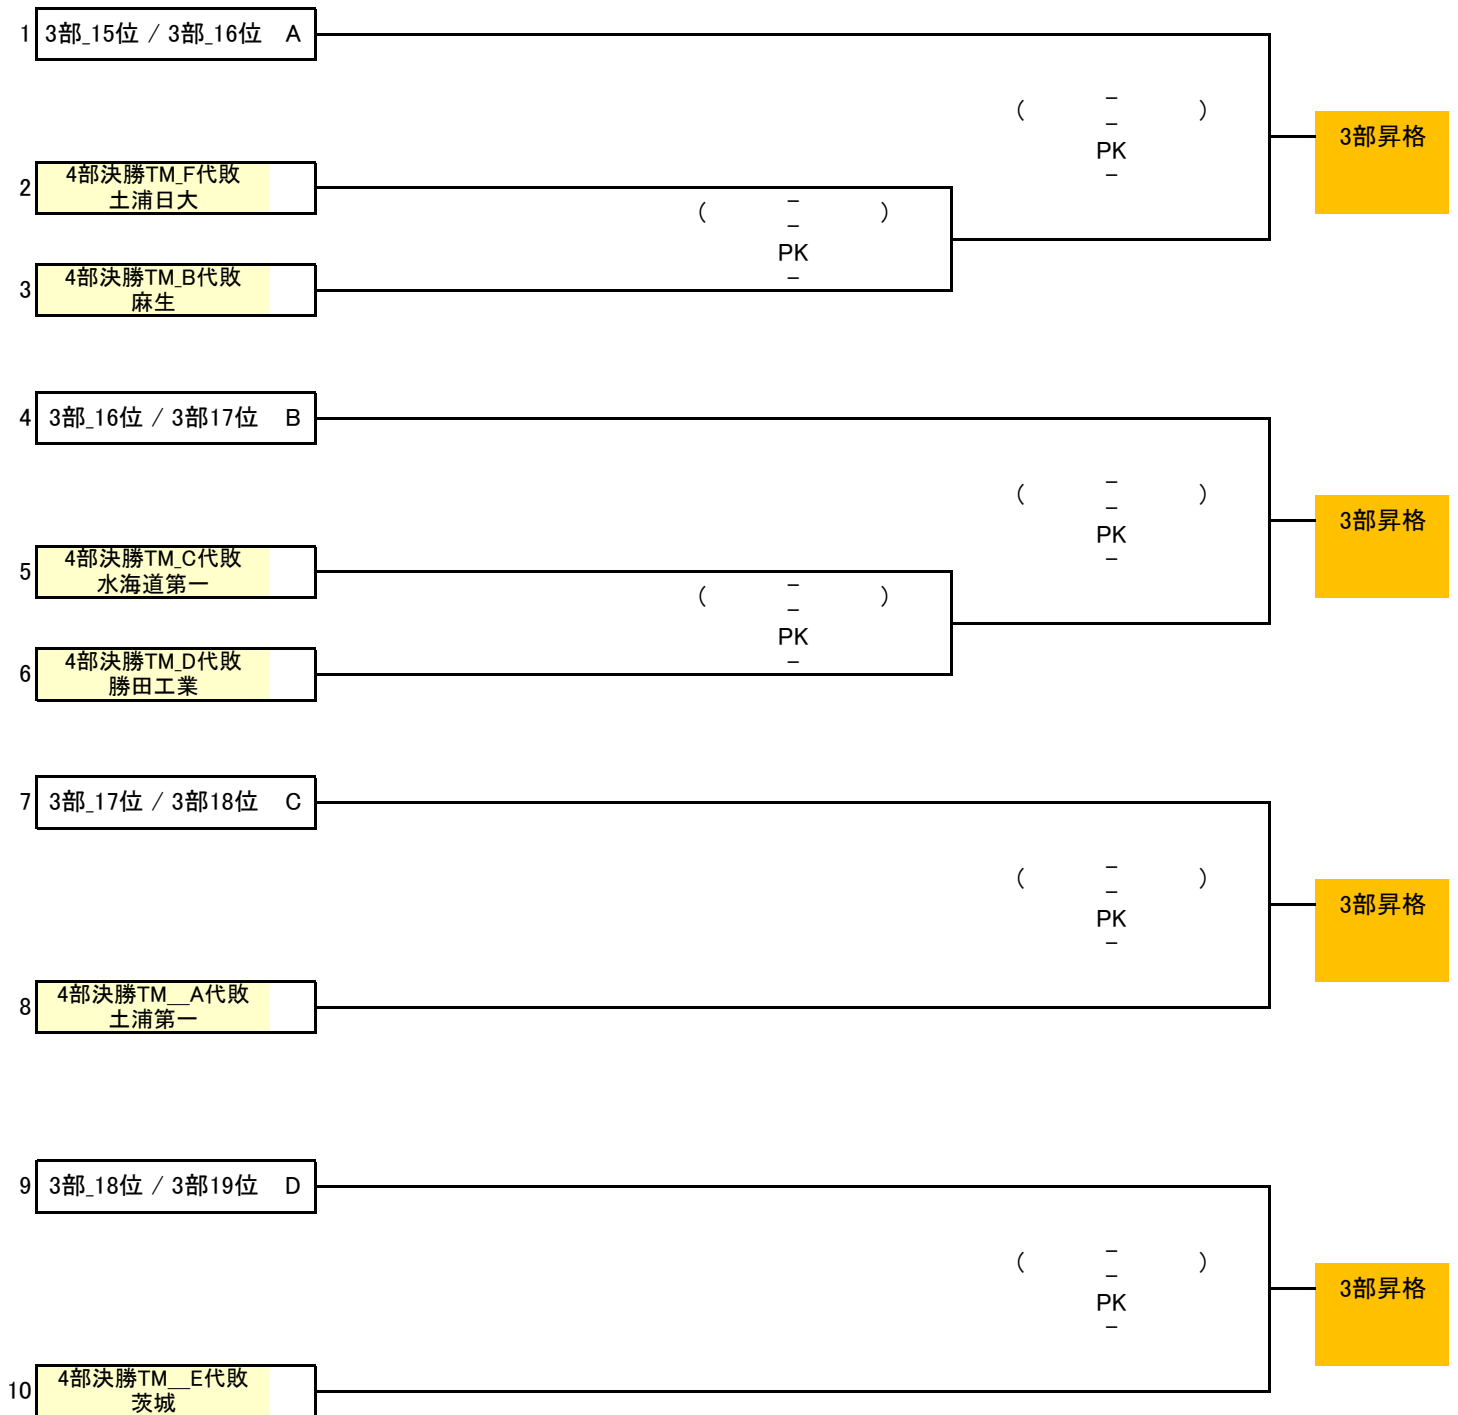 1 3部_15位 / 3部_16位 A
( - )
-
PK
-
3部昇格
2 4部決勝TM_F代敗
土浦日大
( - )
-
PK
-
3 4部決勝TM_B代敗
麻生
4 3部_16位 / 3部17位 B
( - )
-
PK
-
3部昇格
5 4部決勝TM_C代敗
水海道第一
( - )
-
PK
-
6 4部決勝TM_D代敗
勝田工業
7 3部_17位 / 3部18位 C
( - )
-
PK
-
3部昇格
8 4部決勝TM__A代敗
土浦第一
9 3部_18位 / 3部19位 D
( - )
-
PK
-
3部昇格
10 4部決勝TM__E代敗
茨城